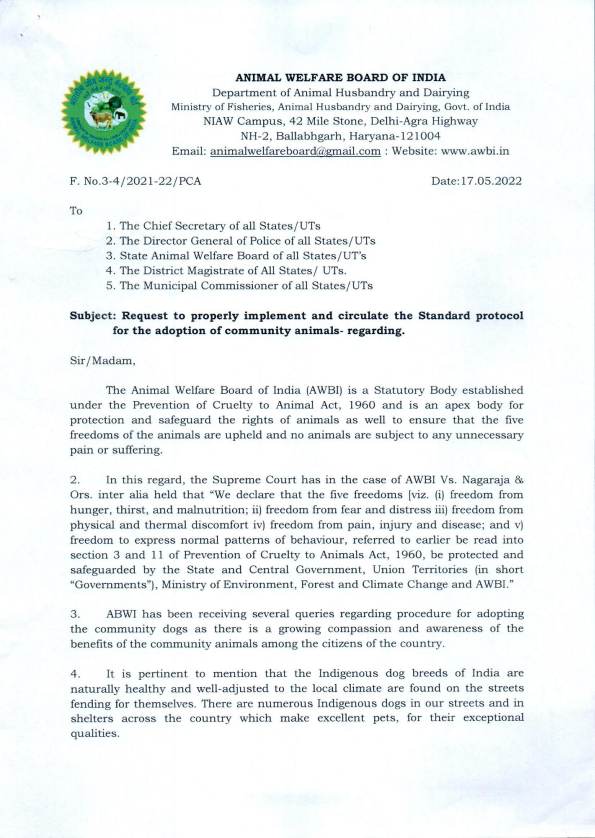 ANIMAL WELFARE BOARD OF INDIA
Department of Animal Husbandry and Dairying
Ministry of Fisheries, Animal Husbandry and Dairying, Govt. of India
NIAW Campus, 42 Mile Stone, Delhi-Agra Highway
NH-2, Ballabhgarh, Haryana-121004
Email: animalwelfareboard@gmail.com : Website: www.awbi.in
F. No.3-4/2021-22/PCA Date:17.05.2022
To
1. The Chief Secretary of all States/UTs
2. The Director General of Police of all States/UTs
3. State Animal Welfare Board of all States/UT's
4. The District Magistrate of All States/ UTs.
5. The Municipal Commissioner of all States/UTs
Subject: Request to properly implement and circulate the Standard protocol
for the adoption of community animals- regarding.
Sir/Madam,
The Animal Welfare Board of India (AWBI) is a Statutory Body established
under the Prevention of Cruelty to Animal Act, 1960 and is an apex body for
protection and safeguard the rights of animals as well to ensure that the five
freedoms of the animals are upheld and no animals are subject to any unnecessary
pain or suffering.
2. In this regard, the Supreme Court has in the case of AWBI Vs. Nagaraja &
Ors. inter alia held that “We declare that the five freedoms [viz. (i) freedom from
hunger, thirst, and malnutrition; ii) freedom from fear and distress iii) freedom from
physical and thermal discomfort iv) freedom from pain, injury and disease; and v)
freedom to express normal patterns of behaviour, referred to earlier be read into
section 3 and 11 of Prevention of Cruelty to Animals Act, 1960, be protected and
safeguarded by the State and Central Government, Union Territories (in short
“Governments”), Ministry of Environment, Forest and Climate Change and AWBI.”
3. ABWI has been receiving several queries regarding procedure for adopting
the community dogs as there is a growing compassion and awareness of the
benefits of the community animals among the citizens of the country.
4. It is pertinent to mention that the Indigenous dog breeds of India are
naturally healthy and well-adjusted to the local climate are found on the streets
fending for themselves. There are numerous Indigenous dogs in our streets and in
shelters across the country which make excellent pets, for their exceptional
qualities.